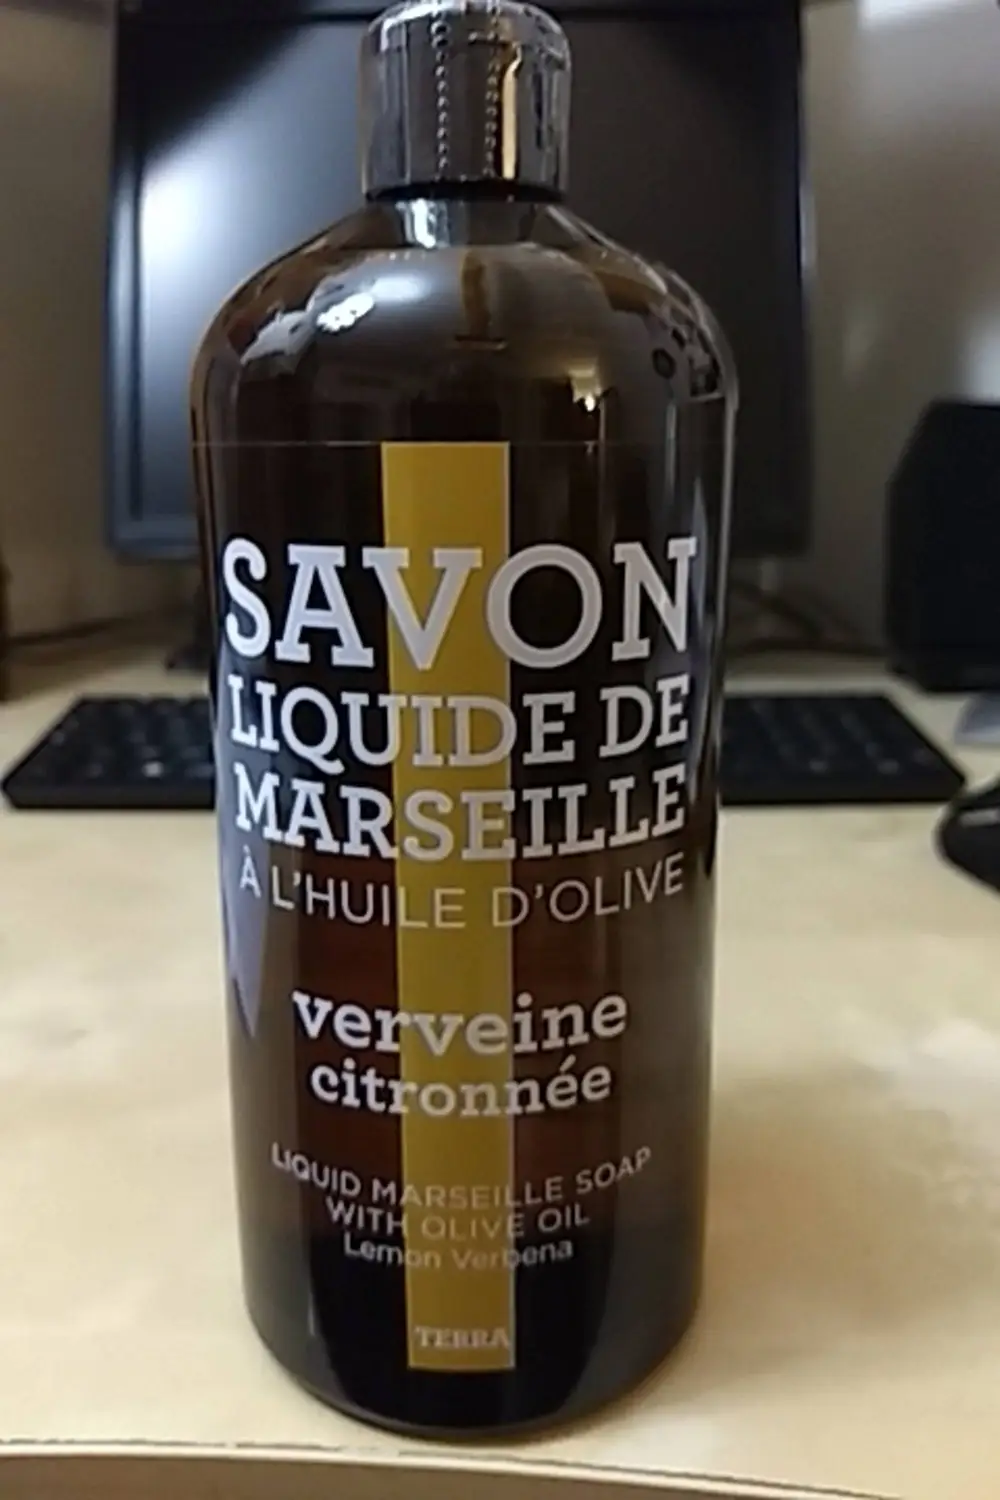 SAVON
LIQUIDE DE
MARSEILLE
À L'HUILE D'OLIVE
verveine
citronnée
LIQUID MARSEILLE SOAP
WITH OLIVE OIL
Lemon Verbena
TERRA